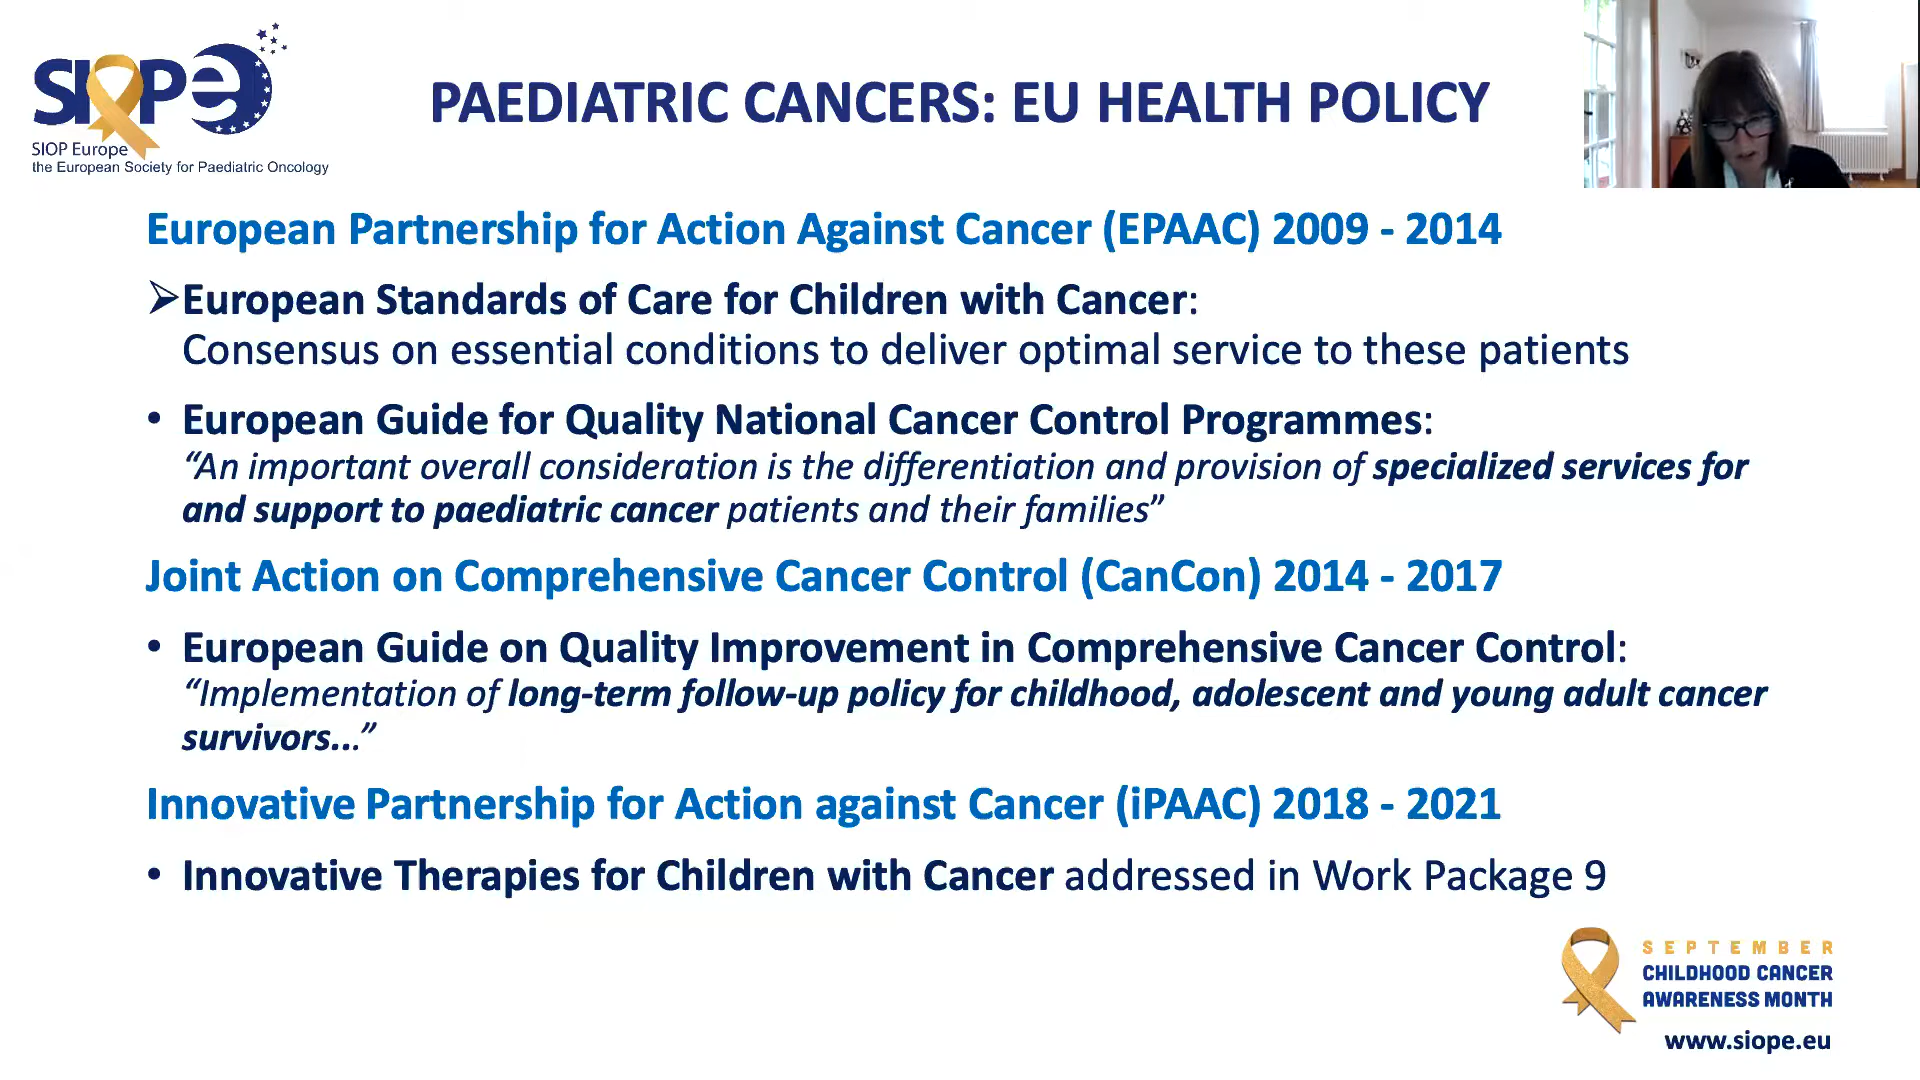 SIOPe
SIOP Europe
the European Society for Paediatric Oncology
PAEDIATRIC CANCERS: EU HEALTH POLICY
European Partnership for Action Against Cancer (EPAAC) 2009 - 2014
➢European Standards of Care for Children with Cancer:
Consensus on essential conditions to deliver optimal service to these patients
• European Guide for Quality National Cancer Control Programmes:
“An important overall consideration is the differentiation and provision of specialized services for
and support to paediatric cancer patients and their families”
Joint Action on Comprehensive Cancer Control (CanCon) 2014 - 2017
• European Guide on Quality Improvement in Comprehensive Cancer Control:
“Implementation of long-term follow-up policy for childhood, adolescent and young adult cancer
survivors...”
Innovative Partnership for Action against Cancer (iPAAC) 2018 - 2021
• Innovative Therapies for Children with Cancer addressed in Work Package 9
SEPTEMBER
CHILDHOOD CANCER
AWARENESS MONTH
www.siope.eu